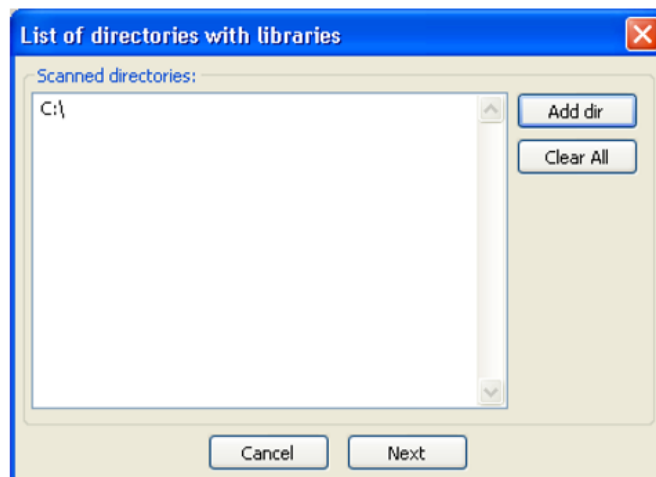 List of directories with libraries
Scanned directories:
C:\
Add dir
Clear All
Cancel
Next